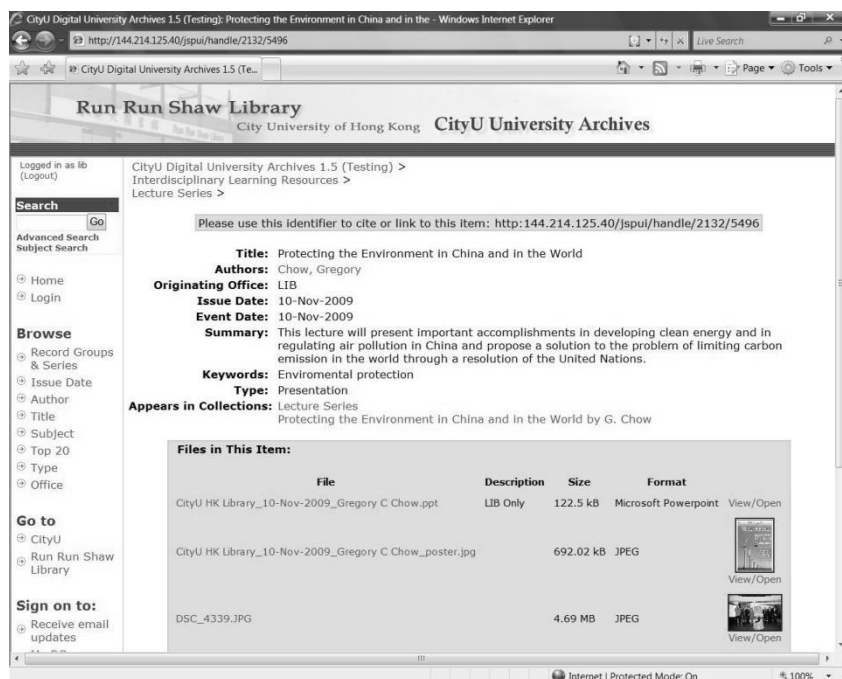 CityU Digital University Archives 1.5 (Testing): Protecting the Environment in China and in the - Windows Internet Explorer
http://144.214.125.40/jspui/handle/2132/5496
Live Search
CityU Digital University Archives 1.5 (Te...
Page
Tools
Run Run Shaw Library
City University of Hong Kong CityU University Archives
Logged in as lib
(Logout)
Search
Go
Advanced Search
Subject Search
Home
Login
Browse
Record Groups
& Series
Issue Date
Author
Title
Subject
Top 20
Type
Office
Go to
CityU
Run Run Shaw
Library
Sign on to:
Receive email
updates
CityU Digital University Archives 1.5 (Testing) >
Interdisciplinary Learning Resources >
Lecture Series >
Please use this identifier to cite or link to this item: http:144.214.125.40/jspui/handle/2132/5496
Title: Protecting the Environment in China and in the World
Authors: Chow, Gregory
Originating Office: LIB
Issue Date: 10-Nov-2009
Event Date: 10-Nov-2009
Summary: This lecture will present important accomplishments in developing clean energy and in
regulating air pollution in China and propose a solution to the problem of limiting carbon
emission in the world through a resolution of the United Nations.
Keywords: Enviromental protection
Type: Presentation
Appears in Collections: Lecture Series
Protecting the Environment in China and in the World by G. Chow
Files in This Item:
File Description Size Format
CityU HK Library_10-Nov-2009_Gregory C Chow.ppt LIB Only 122.5 kB Microsoft Powerpoint View/Open
CityU HK Library_10-Nov-2009_Gregory C Chow_poster.jpg 692.02 kB JPEG
View/Open
DSC_4339.JPG 4.69 MB JPEG
View/Open
Internet | Protected Mode: On
100%